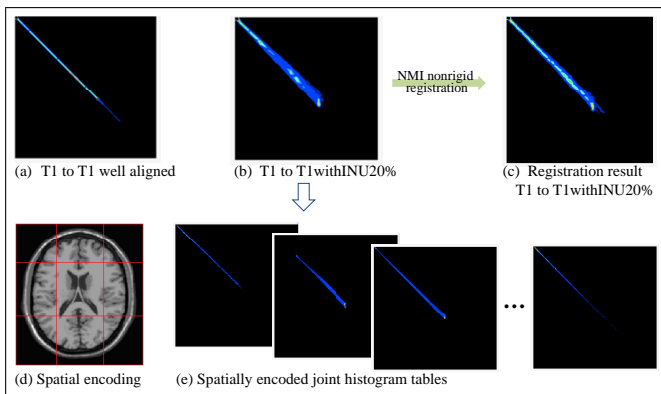 NMI nonrigid
registration
(a) T1 to T1 well aligned
(b) T1 to T1withINU20%
(c) Registration result
T1 to T1withINU20%
...
(d) Spatial encoding
(e) Spatially encoded joint histogram tables